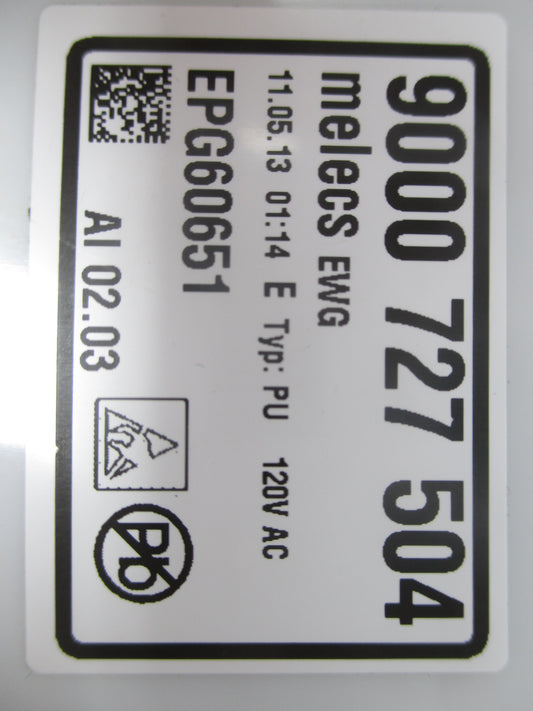 9000 727 504
melecs EWG
11.05.13 01:14 E Typ: PU 120V AC
EPG60651
AI 02.03
Pb